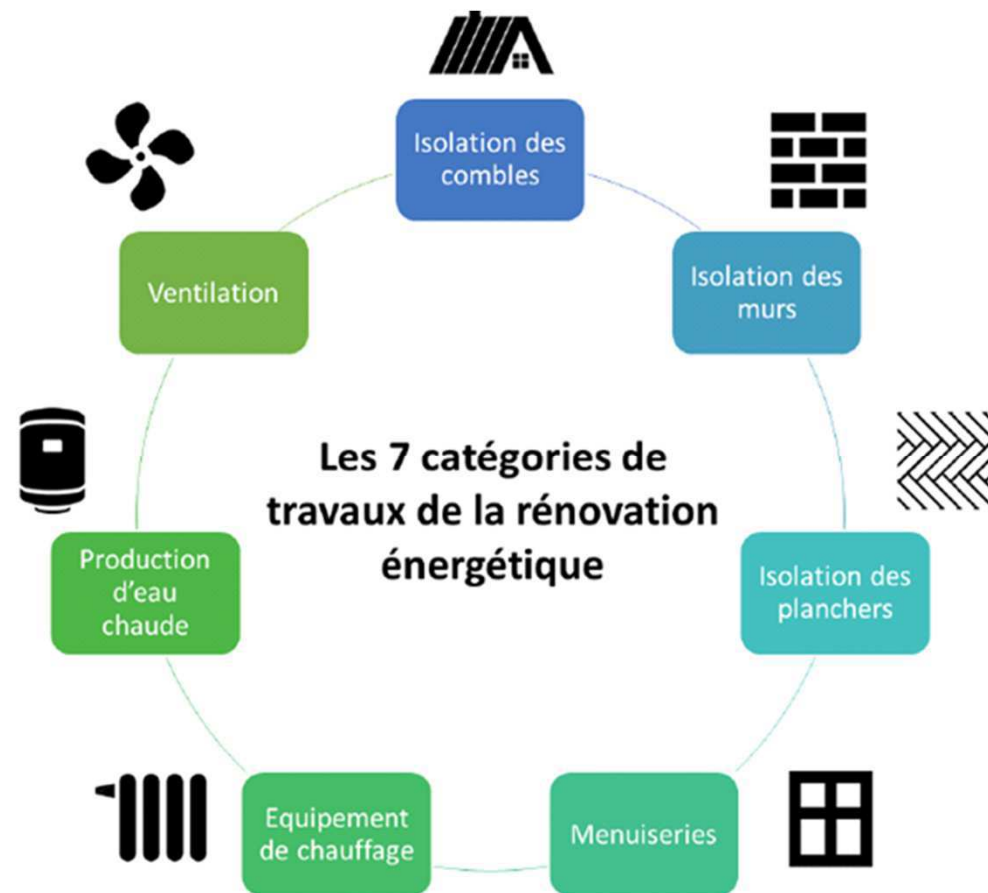 Isolation des
combles
Isolation des
murs
Isolation des
planchers
Menuiseries
Equipement
de chauffage
Production
d'eau
chaude
Ventilation
Les 7 catégories de
travaux de la rénovation
énergétique